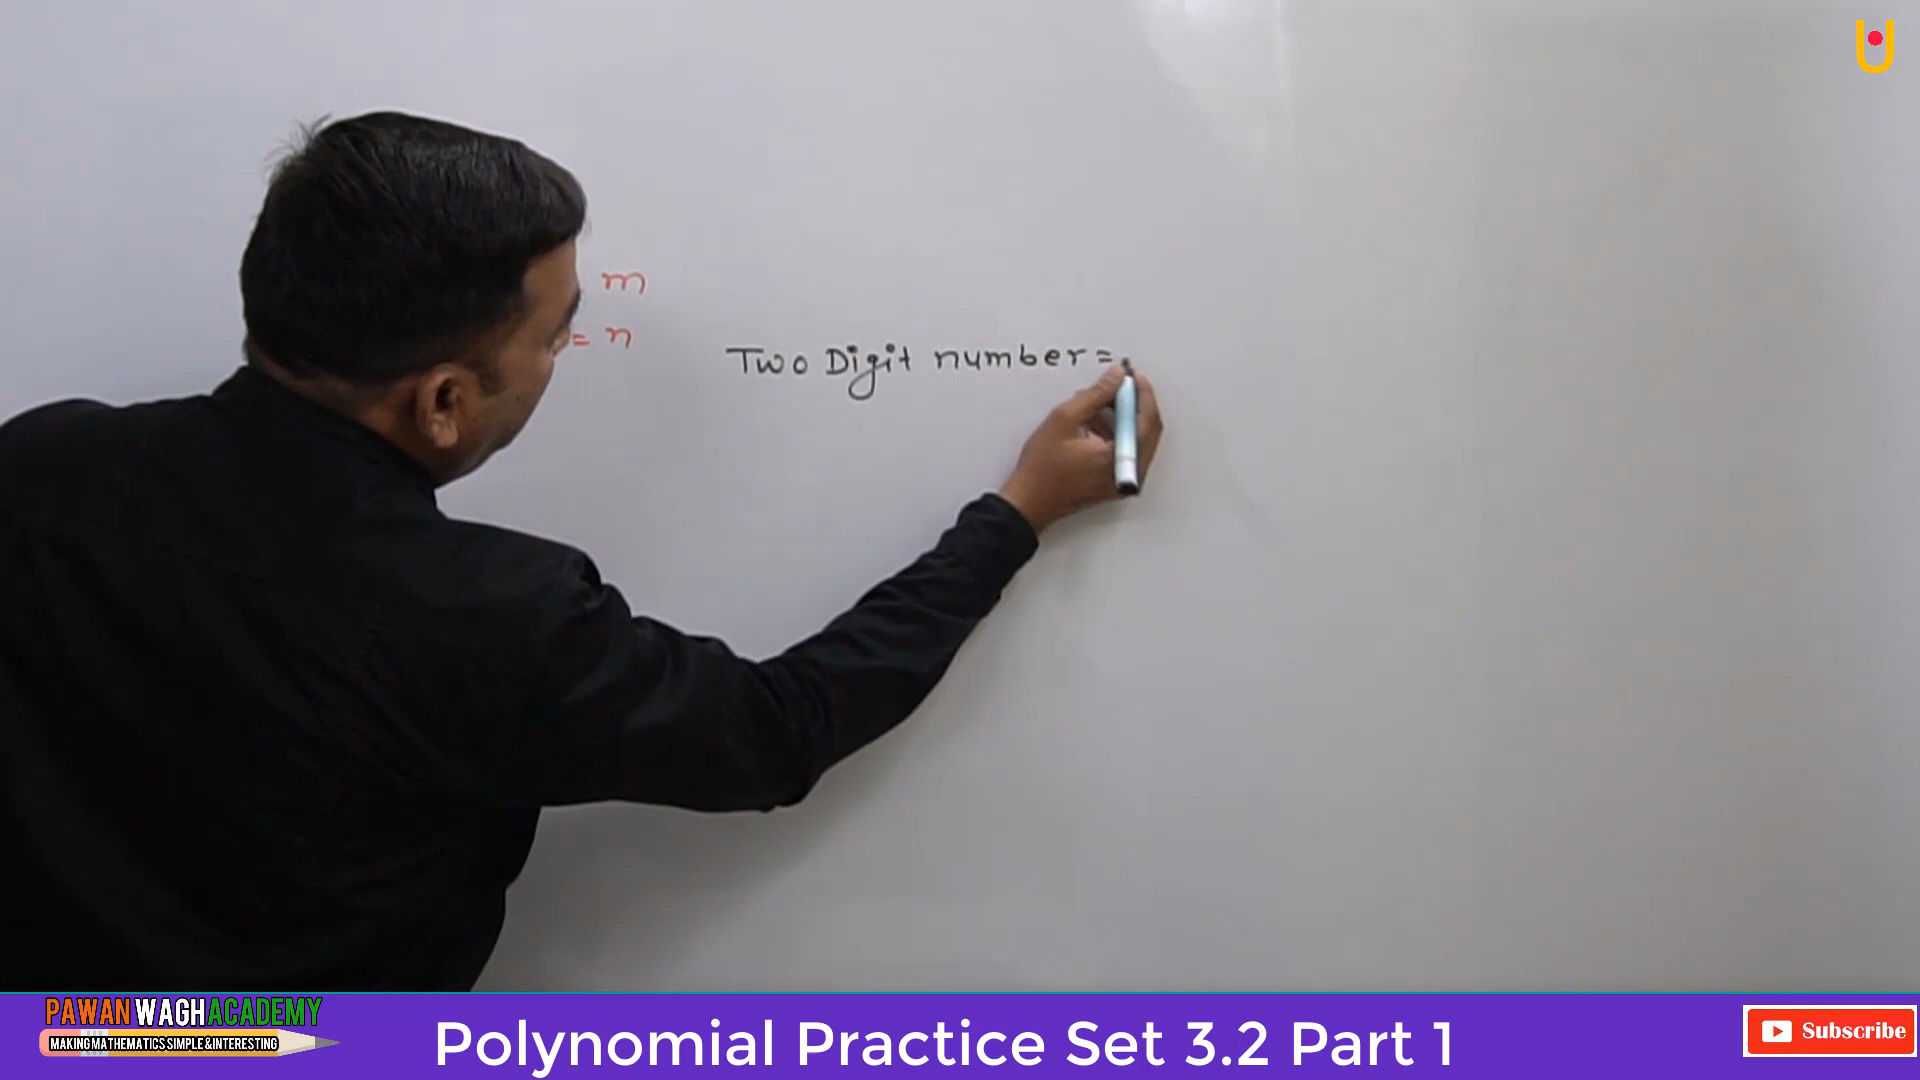 m
= n
Two Digit number =
PAWAN WAGH ACADEMY
MAKING MATHEMATICS SIMPLE & INTERESTING
Polynomial Practice Set 3.2 Part 1
Subscribe